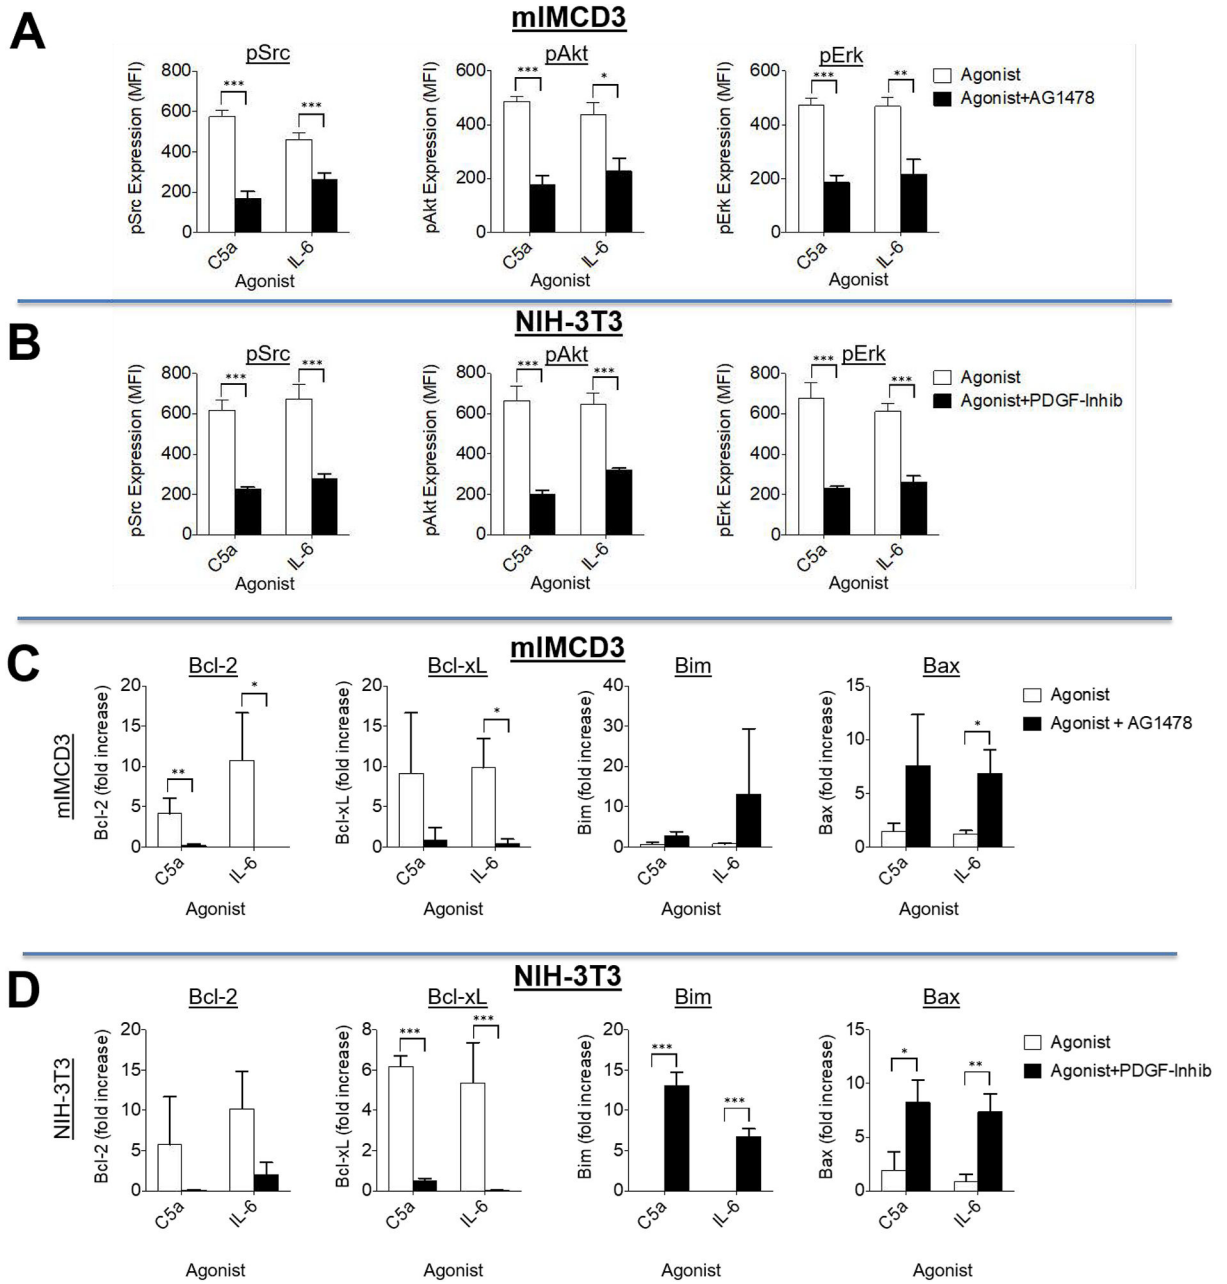 A
mIMCD3
pSrc
pAkt
pErk
pSrc Expression (MFI)
800
600
400
200
0
***
***
C5a
IL-6
Agonist
pAkt Expression (MFI)
600
400
200
0
***
*
C5a
IL-6
Agonist
pErk Expression (MFI)
600
400
200
0
***
**
C5a
IL-6
Agonist
Agonist
Agonist+AG1478
B
NIH-3T3
pSrc
pAkt
pErk
pSrc Expression (MFI)
800
600
400
200
0
***
***
C5a
IL-6
Agonist
pAkt Expression (MFI)
800
600
400
200
0
***
***
C5a
IL-6
Agonist
pErk Expression (MFI)
800
600
400
200
0
***
***
C5a
IL-6
Agonist
Agonist
Agonist+PDGF-Inhib
C
mIMCD3
mIMCD3
Bcl-2
Bcl-2 (fold increase)
20
15
10
5
0
**
*
C5a
IL-6
Agonist
Bcl-xL
Bcl-xL (fold increase)
20
15
10
5
0
*
C5a
IL-6
Agonist
Bim
Bim (fold increase)
40
30
20
10
0
C5a
IL-6
Agonist
Bax
Bax (fold increase)
15
10
5
0
*
C5a
IL-6
Agonist
Agonist
Agonist + AG1478
D
NIH-3T3
NIH-3T3
Bcl-2
Bcl-2 (fold increase)
20
15
10
5
0
C5a
IL-6
Agonist
Bcl-xL
Bcl-xL (fold increase)
8
6
4
2
0
***
***
C5a
IL-6
Agonist
Bim
Bim (fold increase)
20
15
10
5
0
***
***
C5a
IL-6
Agonist
Bax
Bax (fold increase)
15
10
5
0
*
**
C5a
IL-6
Agonist
Agonist
Agonist+PDGF-Inhib